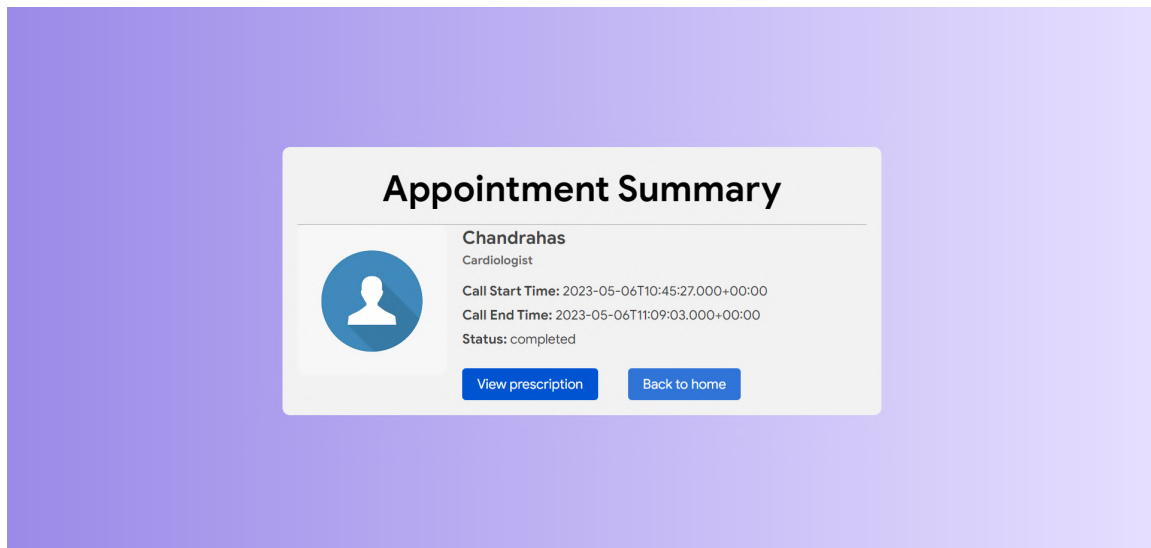 Appointment Summary
Chandrahas
Cardiologist
Call Start Time: 2023-05-06T10:45:27.000+00:00
Call End Time: 2023-05-06T11:09:03.000+00:00
Status: completed
View prescription
Back to home